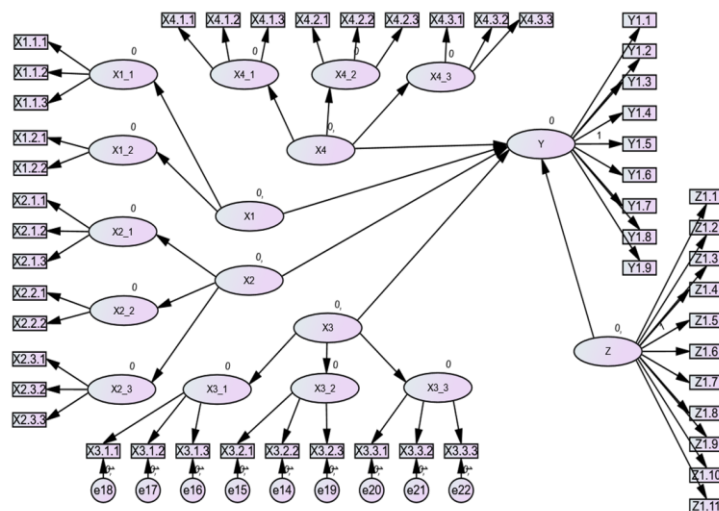 X4.1.1 X4.1.2 X4.1.3 X4.2.1 X4.2.2 X4.2.3 X4.3.1 X4.3.2 X4.3.3
0 0 0
X4_1 X4_2 X4_3
0,
X4
X1.1.1
X1.1.2
X1.1.3
0
X1_1
X1.2.1
X1.2.2
0
X1_2
0,
X1
X2.1.1
X2.1.2
X2.1.3
0
X2_1
0,
X2
X2.2.1
X2.2.2
0
X2_2
X2.3.1
X2.3.2
X2.3.3
0
X2_3
0,
X3
0 0 0
X3_1 X3_2 X3_3
X3.1.1 X3.1.2 X3.1.3 X3.2.1 X3.2.2 X3.2.3 X3.3.1 X3.3.2 X3.3.3
e18 e17 e16 e15 e14 e19 e20 e21 e22
0
Y
Y1.1
Y1.2
Y1.3
Y1.4
1
Y1.5
Y1.6
Y1.7
Y1.8
Y1.9
0,
Z
Z1.1
Z1.2
Z1.3
Z1.4
1
Z1.5
Z1.6
Z1.7
Z1.8
Z1.9
Z1.10
Z1.11